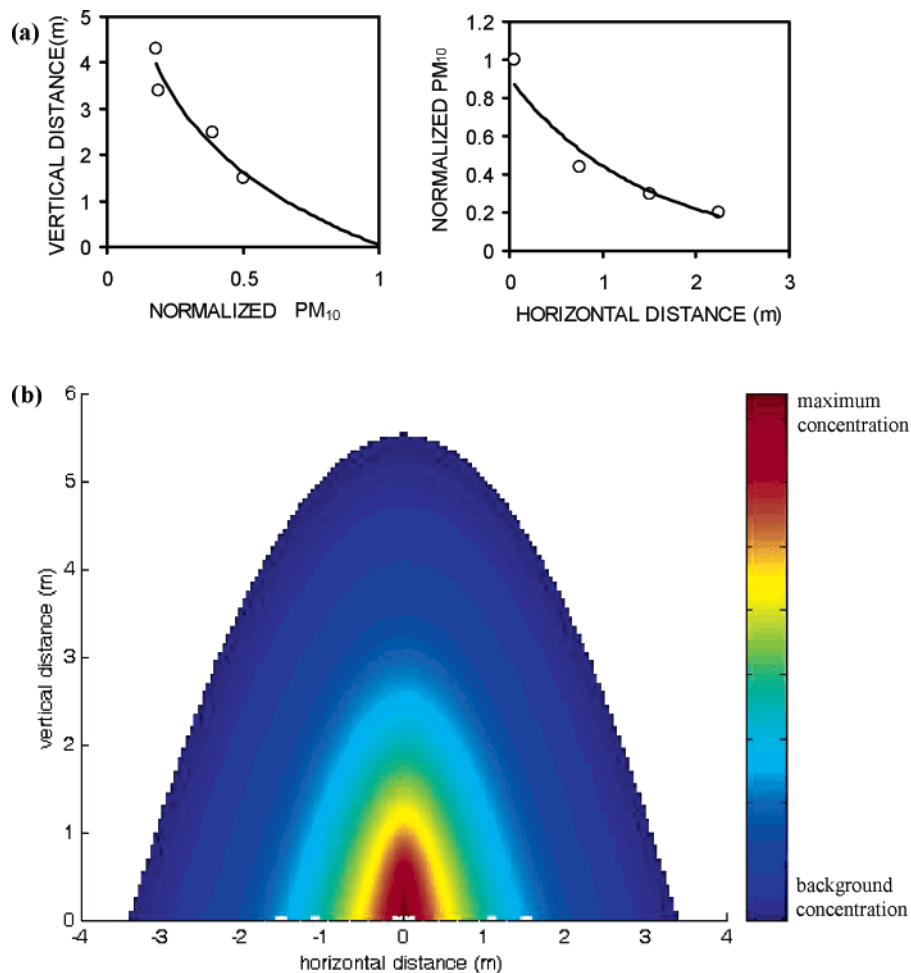 (a)
VERTICAL DISTANCE(m)
5
4
3
2
1
0
0 0.5 1
NORMALIZED PM10
NORMALIZED PM10
1.2
1
0.8
0.6
0.4
0.2
0
0 1 2 3
HORIZONTAL DISTANCE (m)
(b)
vertical distance (m)
6
5
4
3
2
1
0
-4 -3 -2 -1 0 1 2 3 4
horizontal distance (m)
maximum
concentration
background
concentration